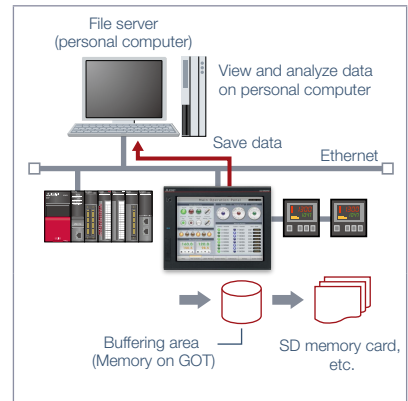 File server
(personal computer)
View and analyze data
on personal computer
Save data
Ethernet
Buffering area
(Memory on GOT)
SD memory card,
etc.